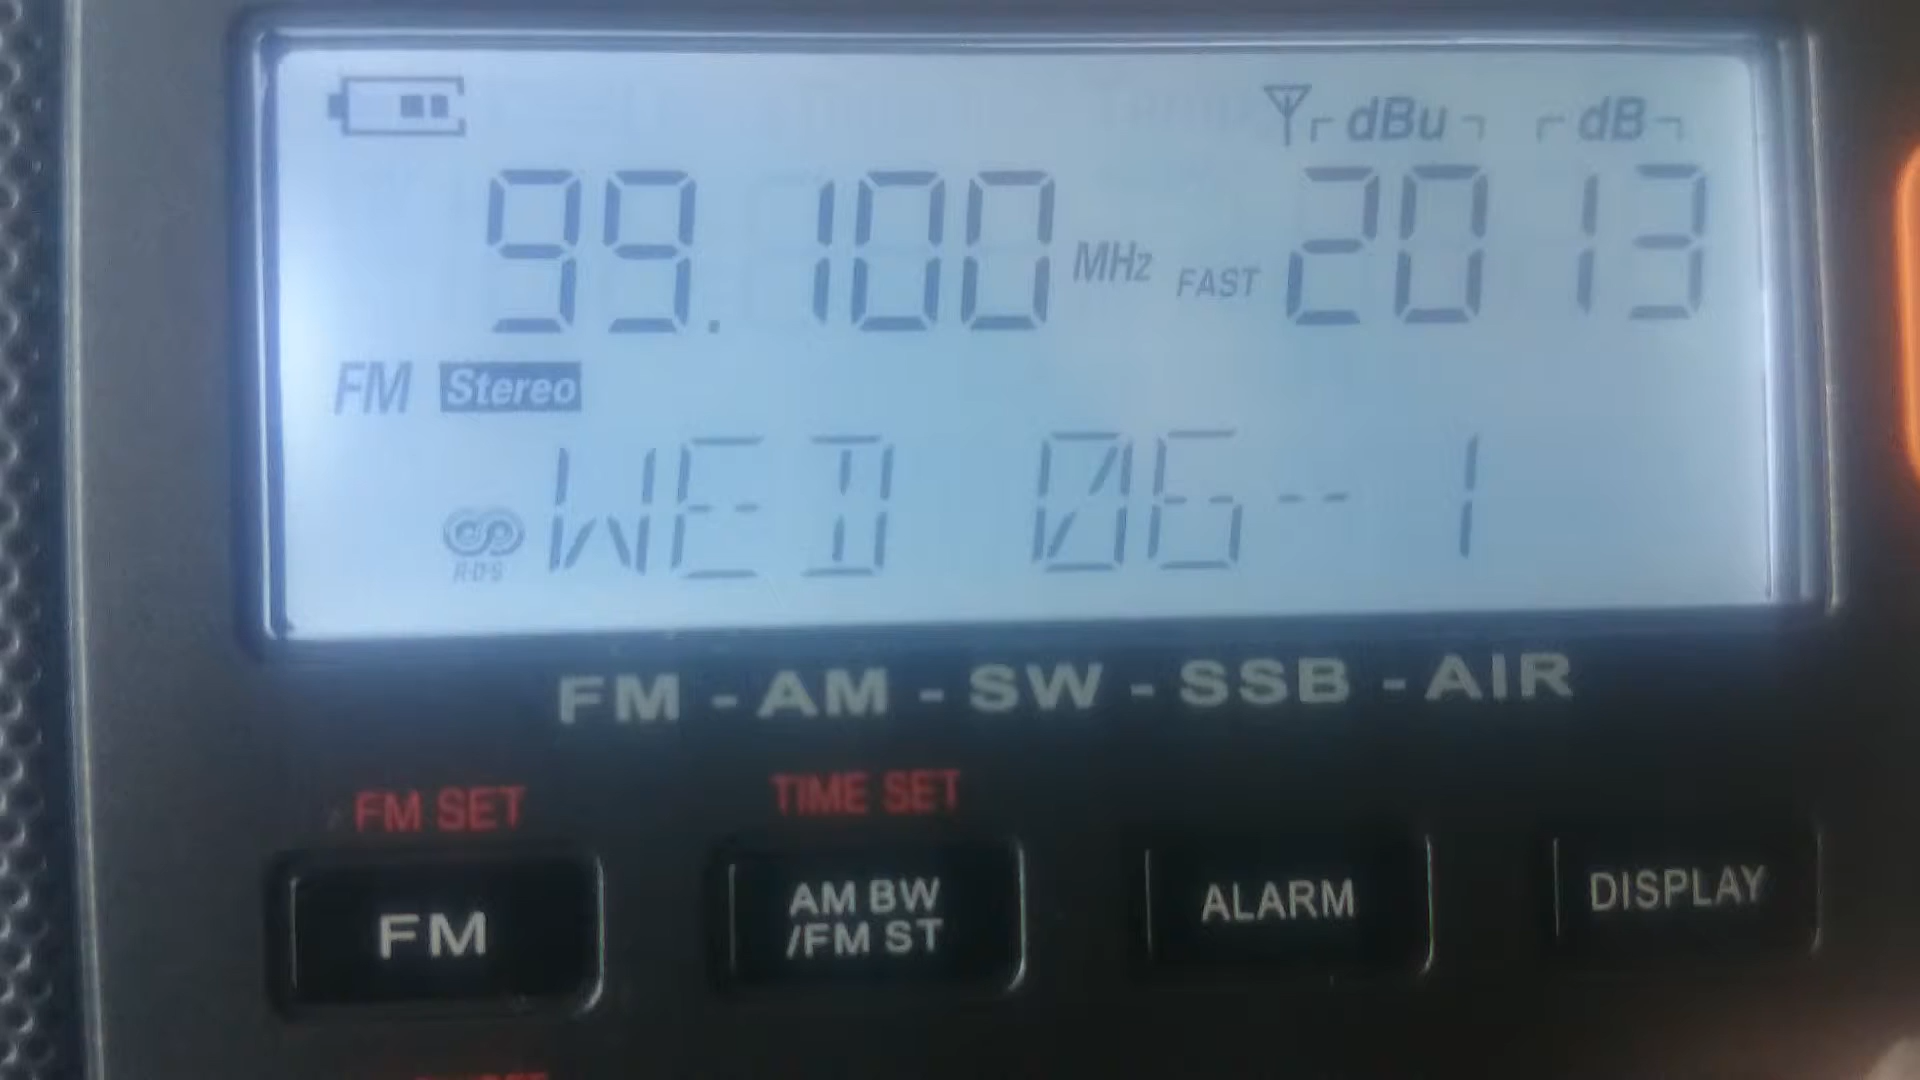 dBu dB
99.100 MHz FAST 20 13
FM Stereo
RDS WED 06-- 1
FM - AM - SW - SSB - AIR
FM SET TIME SET
FM AM BW /FM ST ALARM DISPLAY